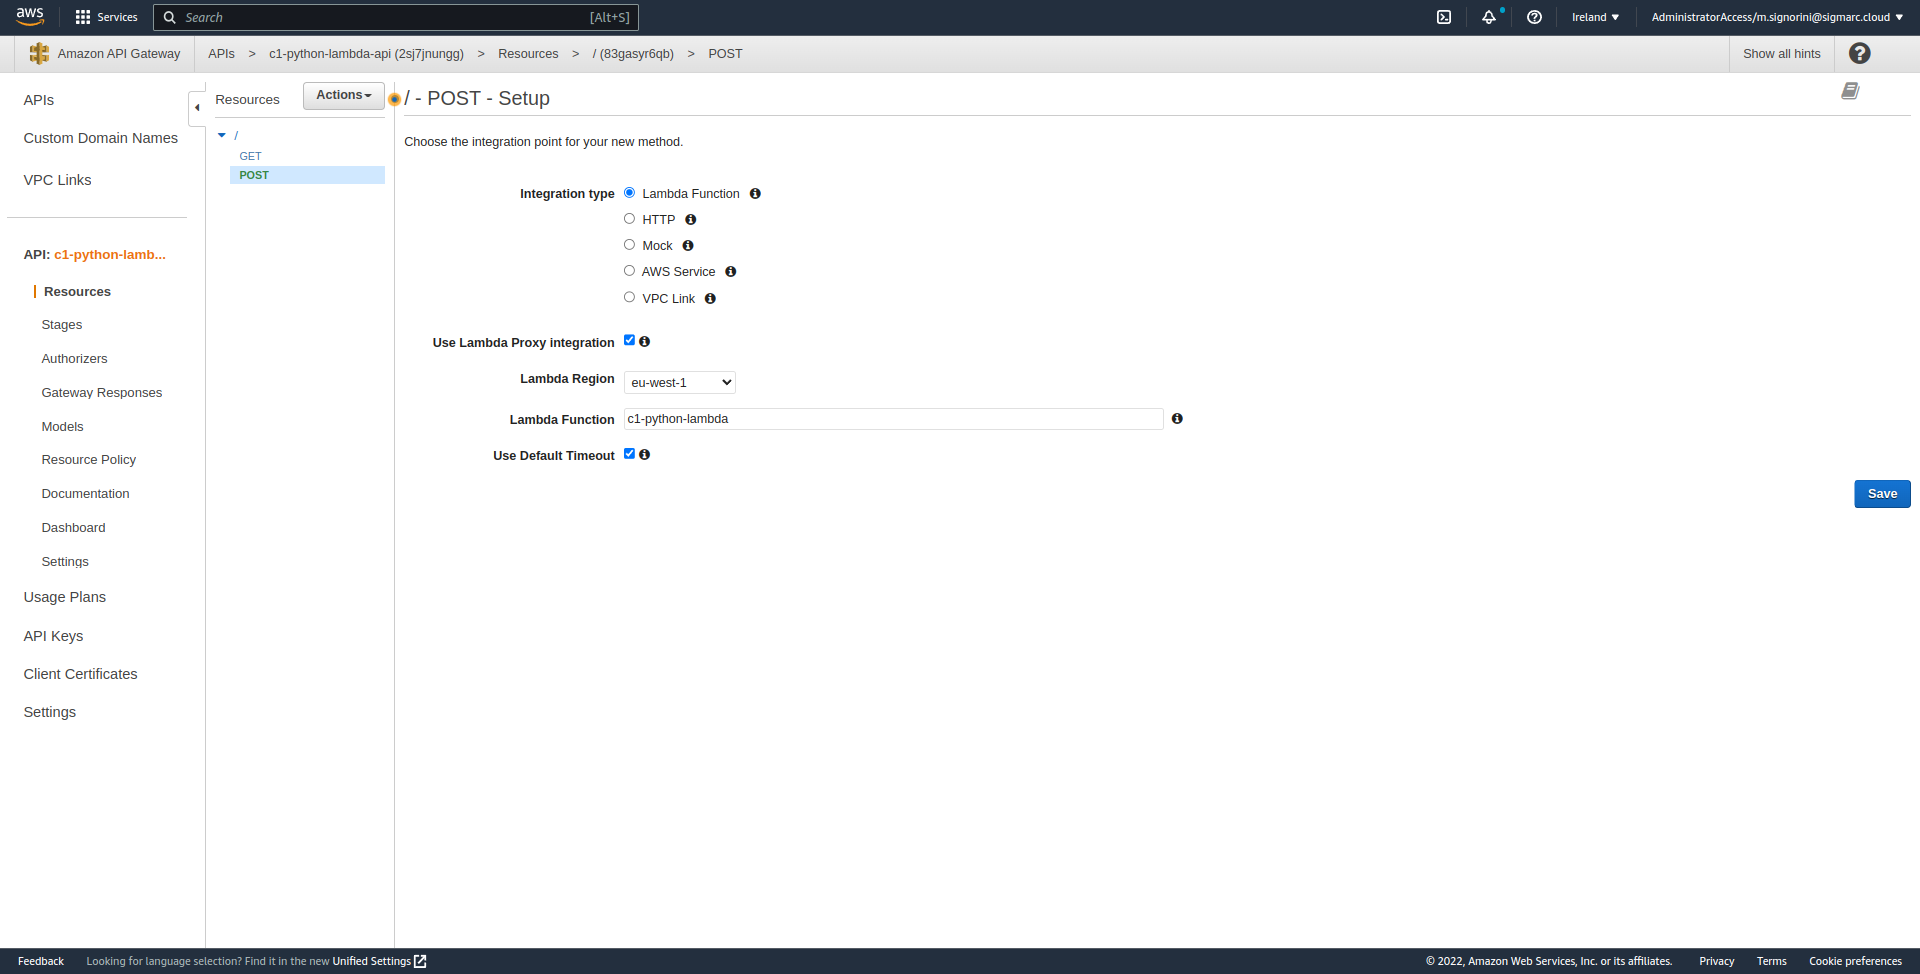 aws Services Search [Alt+S] Ireland ▼ AdministratorAccess/m.signorini@sigmarc.cloud ▼
Amazon API Gateway APIs > c1-python-lambda-api (2sj7jnungg) > Resources > / (83gasyr6qb) > POST Show all hints ?
APIs
Custom Domain Names
VPC Links
API: c1-python-lamb...
Resources
Stages
Authorizers
Gateway Responses
Models
Resource Policy
Documentation
Dashboard
Settings
Usage Plans
API Keys
Client Certificates
Settings
Resources Actions
/
GET
POST
/ - POST - Setup
Choose the integration point for your new method.
Integration type Lambda Function
HTTP
Mock
AWS Service
VPC Link
Use Lambda Proxy integration
Lambda Region eu-west-1
Lambda Function c1-python-lambda
Use Default Timeout
Save
Feedback Looking for language selection? Find it in the new Unified Settings © 2022, Amazon Web Services, Inc. or its affiliates. Privacy Terms Cookie preferences